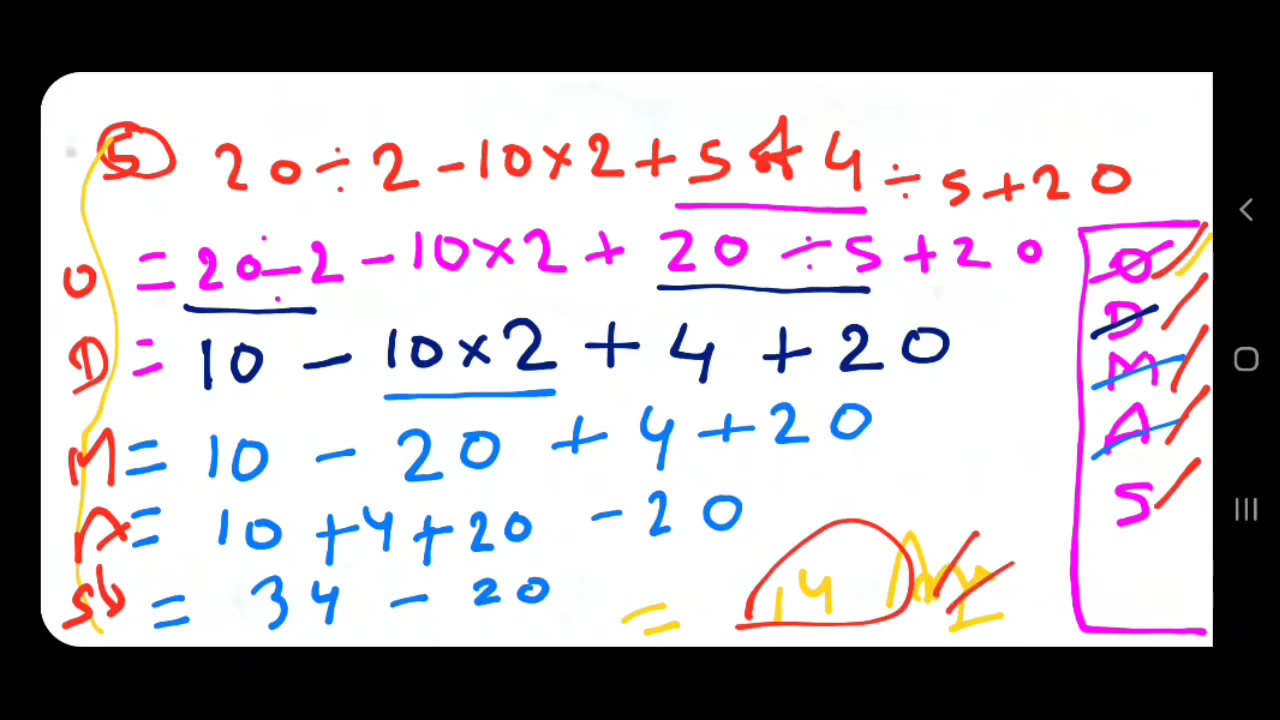 5 20 ÷ 2 - 10 × 2 + 5 of 4 ÷ 5 + 20
O = 20 ÷ 2 - 10 × 2 + 20 ÷ 5 + 20
D = 10 - 10 × 2 + 4 + 20
M = 10 - 20 + 4 + 20
A = 10 + 4 + 20 - 20
Sb = 34 - 20 = 14
O
D
M
A
S